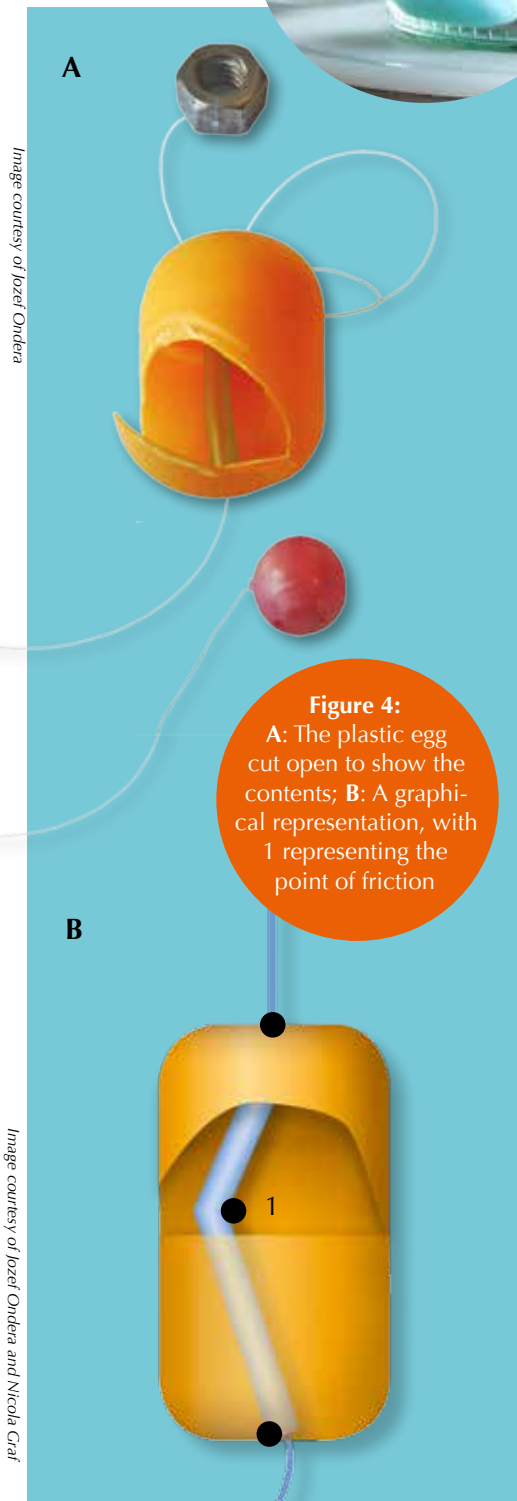 A
Image courtesy of Jozef Ondera
Figure 4:
A: The plastic egg
cut open to show the
contents; B: A graphi-
cal representation, with
1 representing the
point of friction
B
1
Image courtesy of Jozef Ondera and Nicola Graf